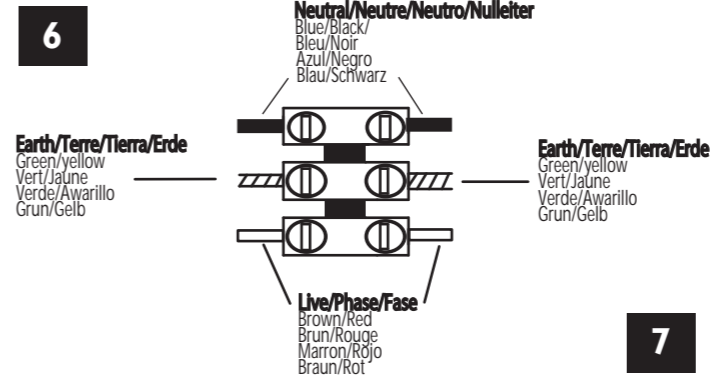 6
Neutral/Neutre/Neutro/Nulleiter
Blue/Black/
Bleu/Noir
Azul/Negro
Blau/Schwarz
Earth/Terre/Tierra/Erde
Green/yellow
Vert/Jaune
Verde/Awarillo
Grun/Gelb
Earth/Terre/Tierra/Erde
Green/yellow
Vert/Jaune
Verde/Awarillo
Grun/Gelb
Live/Phase/Fase
Brown/Red
Brun/Rouge
Marron/Rojo
Braun/Rot
7